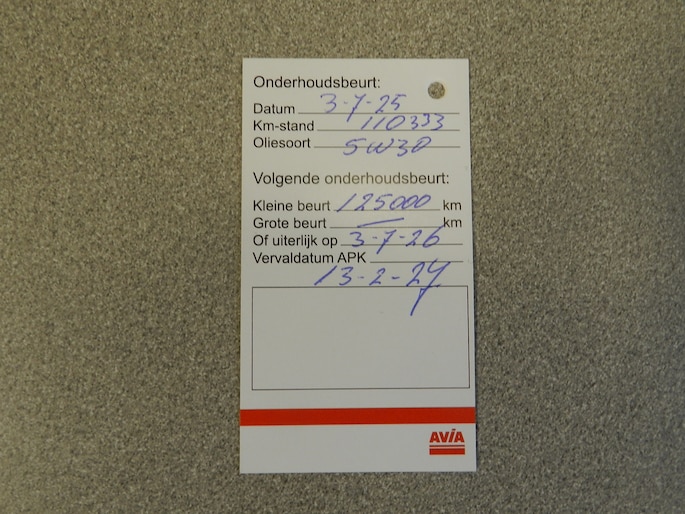 Onderhoudsbeurt:
Datum 3-7-25
Km-stand 110333
Oliesoort 5W30
Volgende onderhoudsbeurt:
Kleine beurt 125000 km
Grote beurt — km
Of uiterlijk op 3-7-26
Vervaldatum APK
13-2-27
AVIA